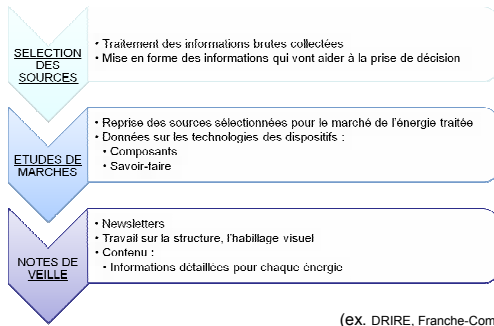 SELECTION
DES
SOURCES
• Traitement des informations brutes collectées
• Mise en forme des informations qui vont aider à la prise de décision
ETUDES DE
MARCHES
• Reprise des sources sélectionnées pour le marché de l'énergie traitée
• Données sur les technologies des dispositifs :
• Composants
• Savoir-faire
NOTES DE
VEILLE
• Newsletters
• Travail sur la structure, l'habillage visuel
• Contenu :
• Informations détaillées pour chaque énergie
(ex. DRIRE, Franche-Com